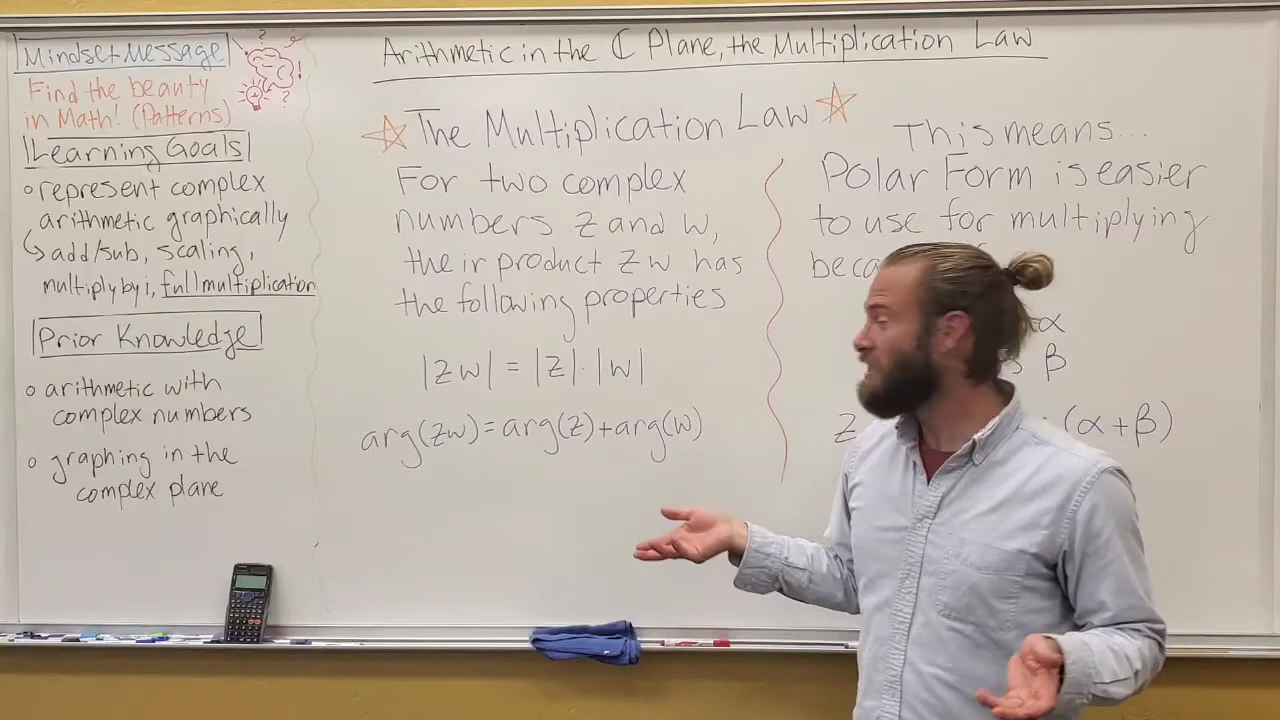 Arithmetic in the ℂ Plane, the Multiplication Law
Mindset Message
Find the beauty
in Math! (Patterns)
Learning Goals
◦ represent complex
arithmetic graphically
↳ add/sub, scaling,
multiply by i, full multiplication
Prior Knowledge
◦ arithmetic with
complex numbers
◦ graphing in the
complex plane
The Multiplication Law
For two complex
numbers z and w,
their product zw has
the following properties
|zw| = |z|·|w|
arg(zw)=arg(z)+arg(w)
This means...
Polar Form is easier
to use for multiplying
α
β
z
(α+β)